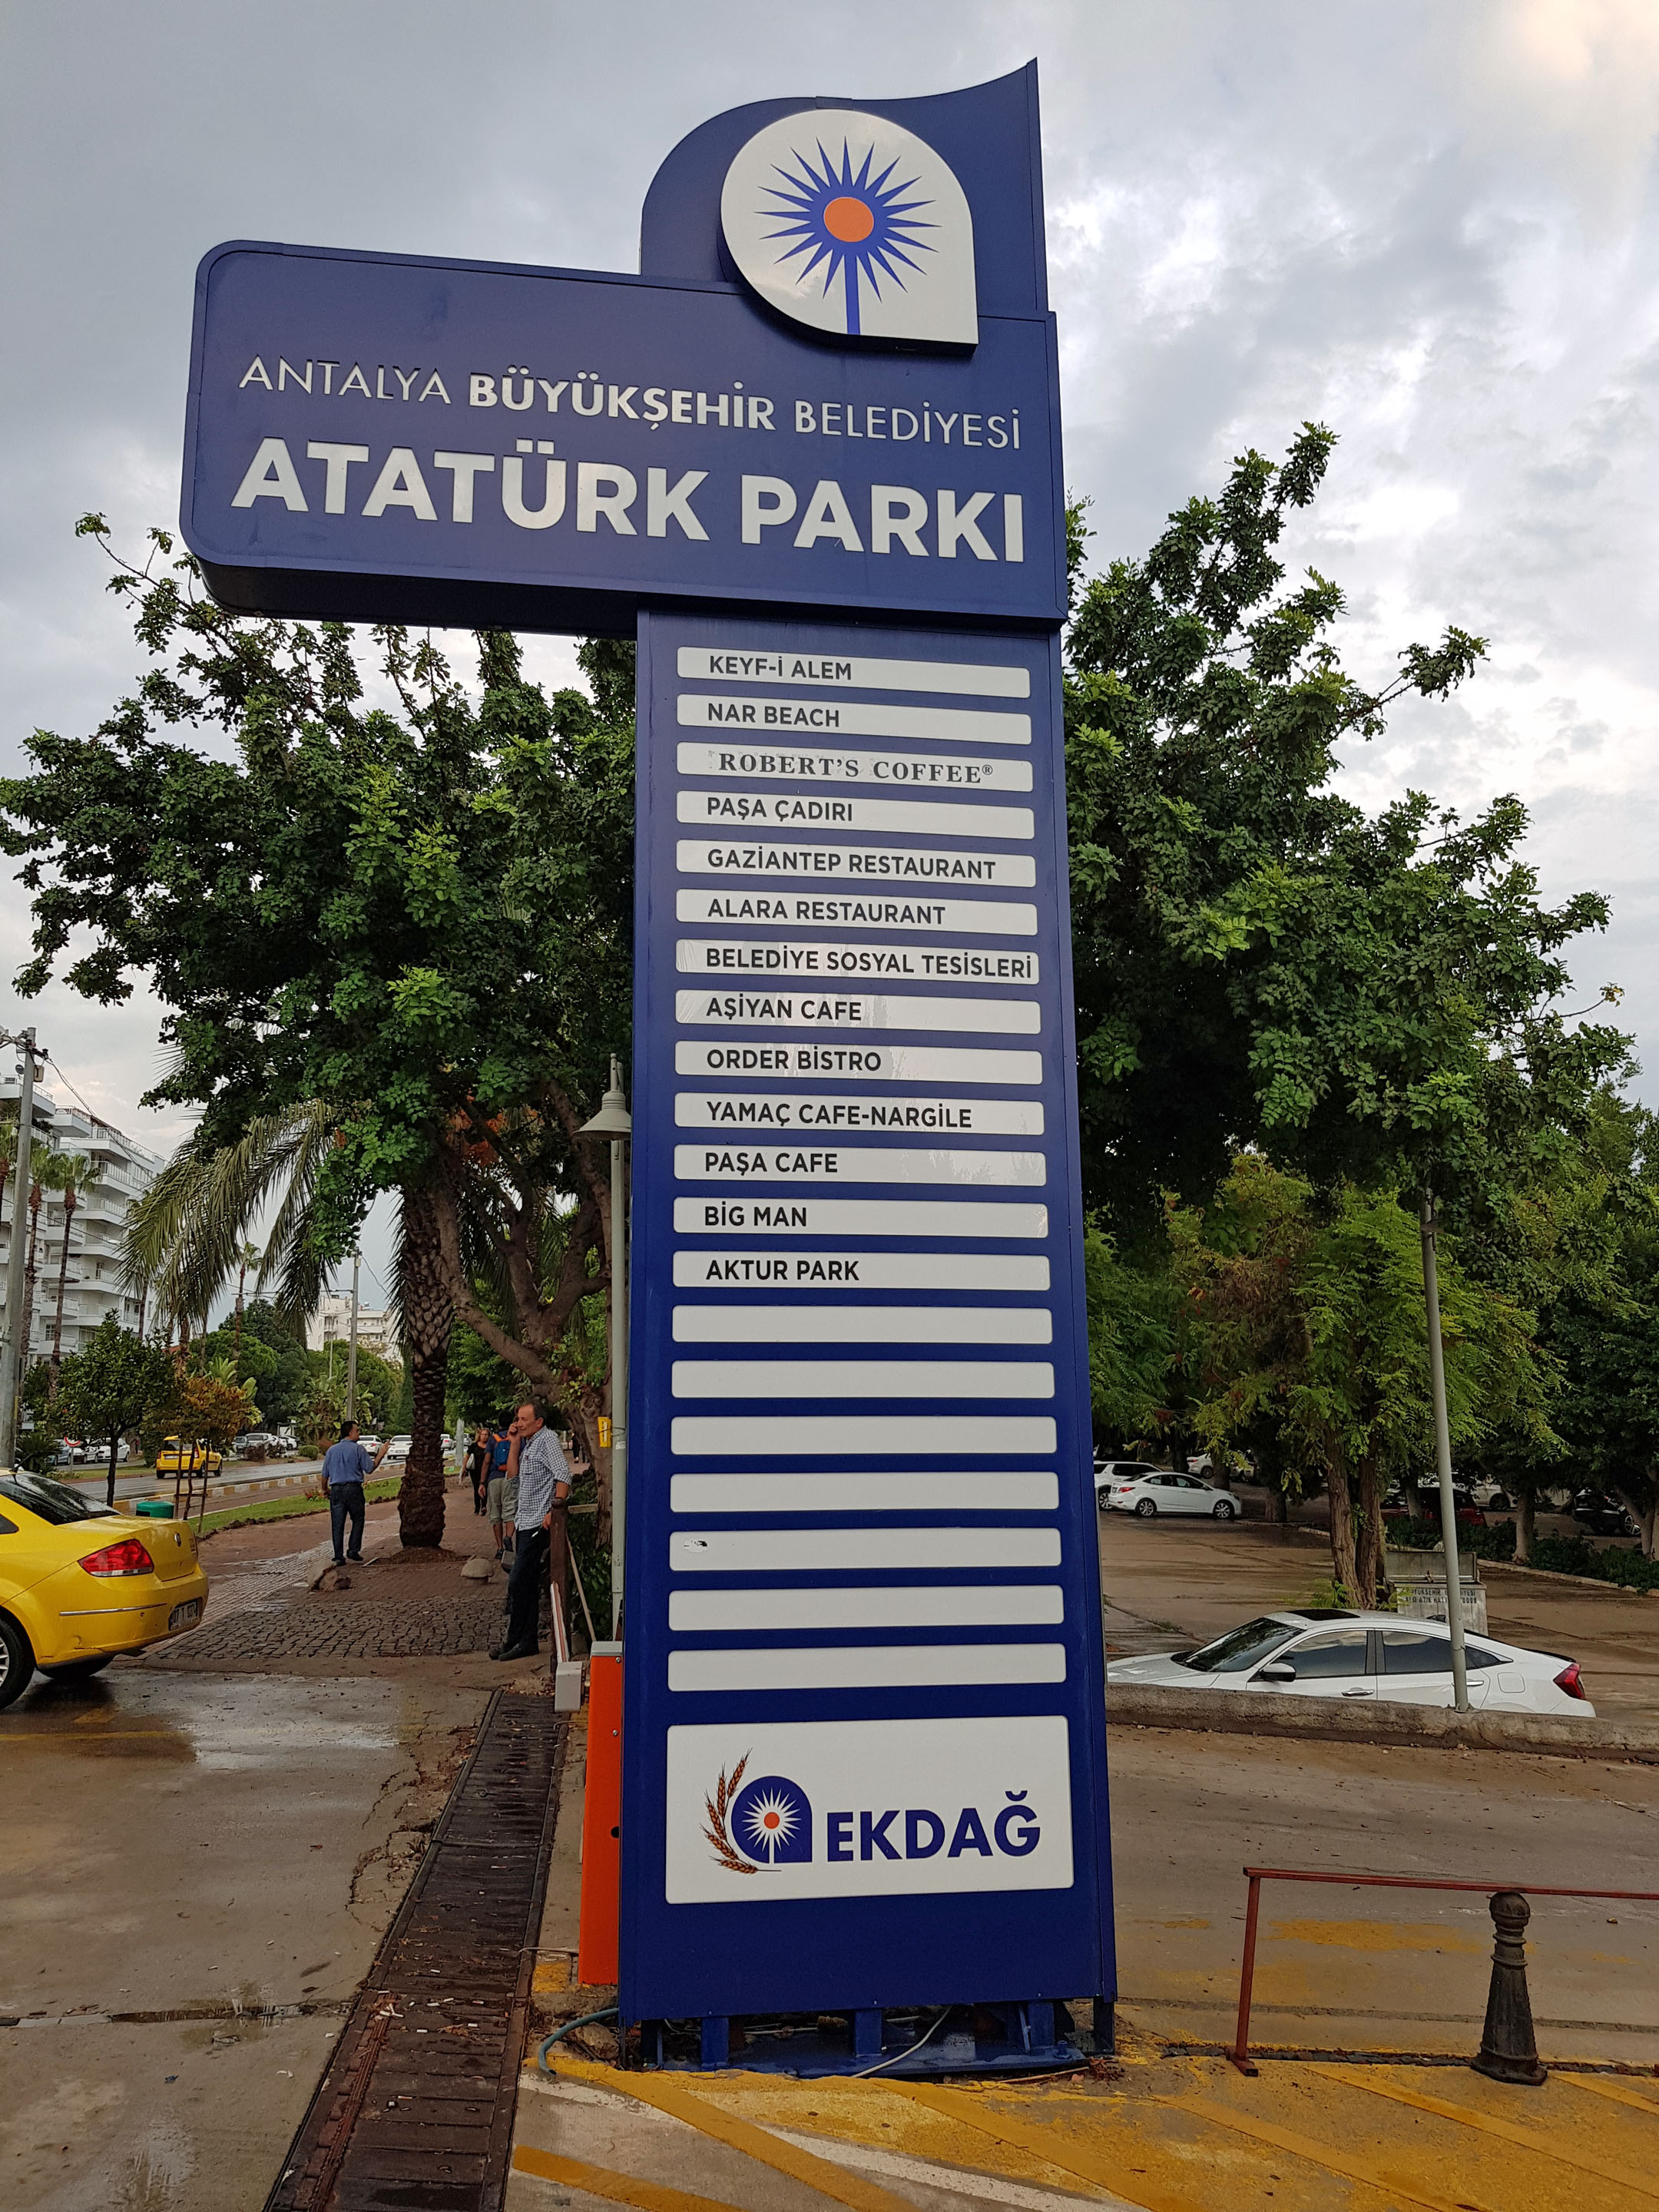 ANTALYA BÜYÜKŞEHİR BELEDİYESİ
ATATÜRK PARKI
KEYF-İ ALEM
NAR BEACH
ROBERT'S COFFEE®
PAŞA ÇADIRI
GAZİANTEP RESTAURANT
ALARA RESTAURANT
BELEDİYE SOSYAL TESISLERİ
AŞİYAN CAFE
ORDER BİSTRO
YAMAÇ CAFE-NARGİLE
PAŞA CAFE
BİG MAN
AKTUR PARK
EKDAĞ